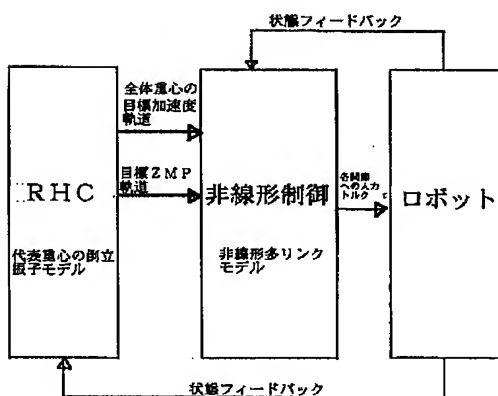 状態フィードバック
全体重心の
目標加速度
軌道
目標ZMP
軌道
RHC
代表重心の倒立
振子モデル
非線形制御
非線形多リンク
モデル
各関節
への入力
トルク τ
ロボット
状態フィードバック